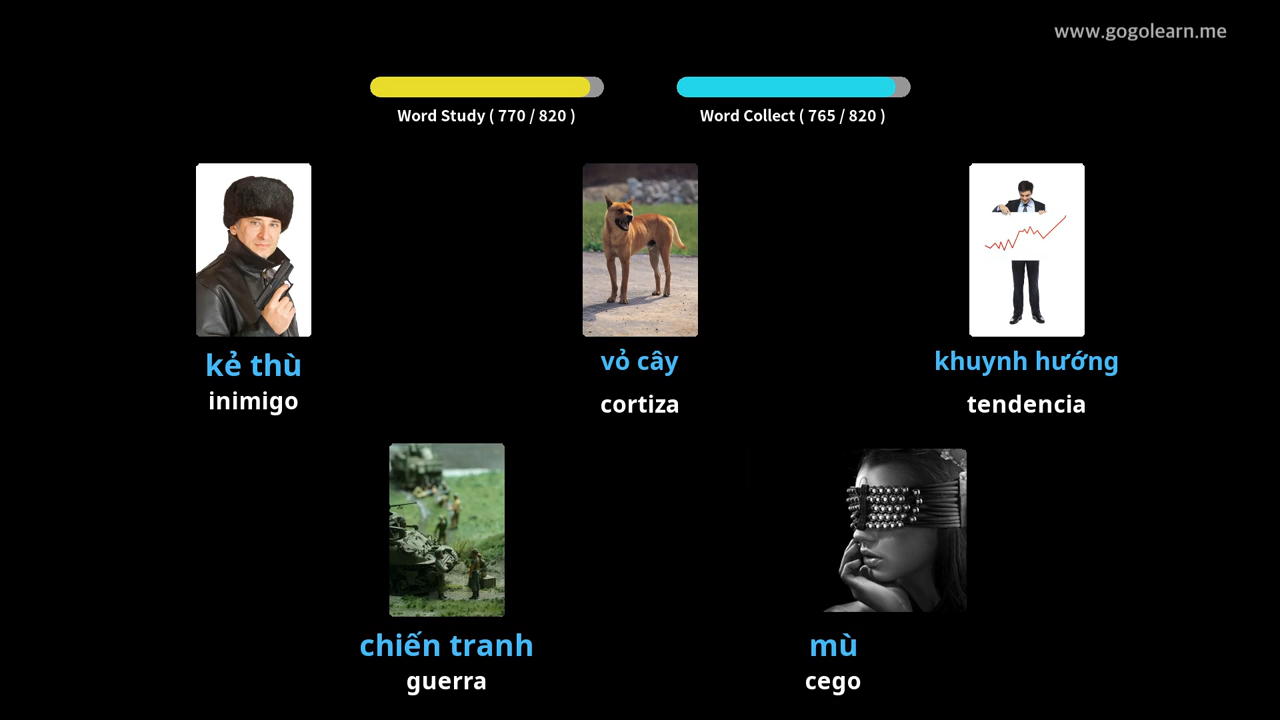 www.gogolearn.me
Word Study ( 770 / 820 )
Word Collect ( 765 / 820 )
kẻ thù
inimigo
vỏ cây
cortiza
khuynh hướng
tendencia
chiến tranh
guerra
mù
cego